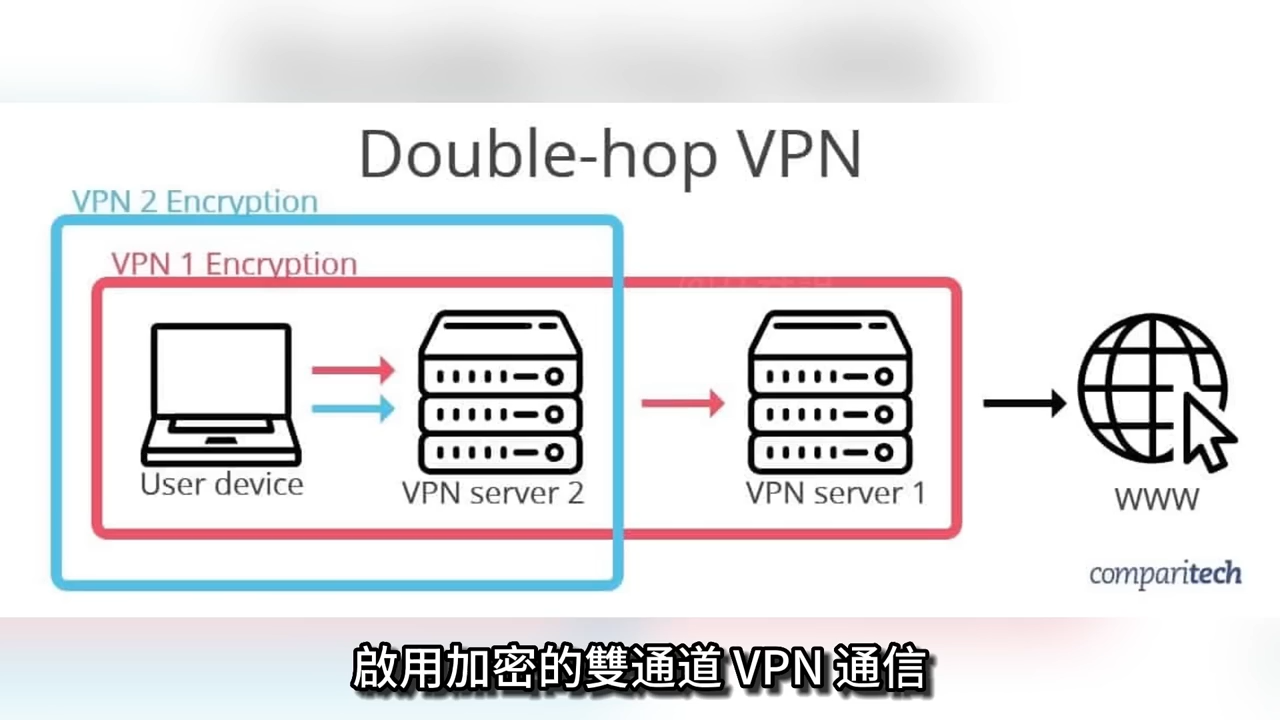 Double-hop VPN
VPN 2 Encryption
VPN 1 Encryption
User device
VPN server 2
VPN server 1
WWW
comparitech
啟用加密的雙通道 VPN 通信